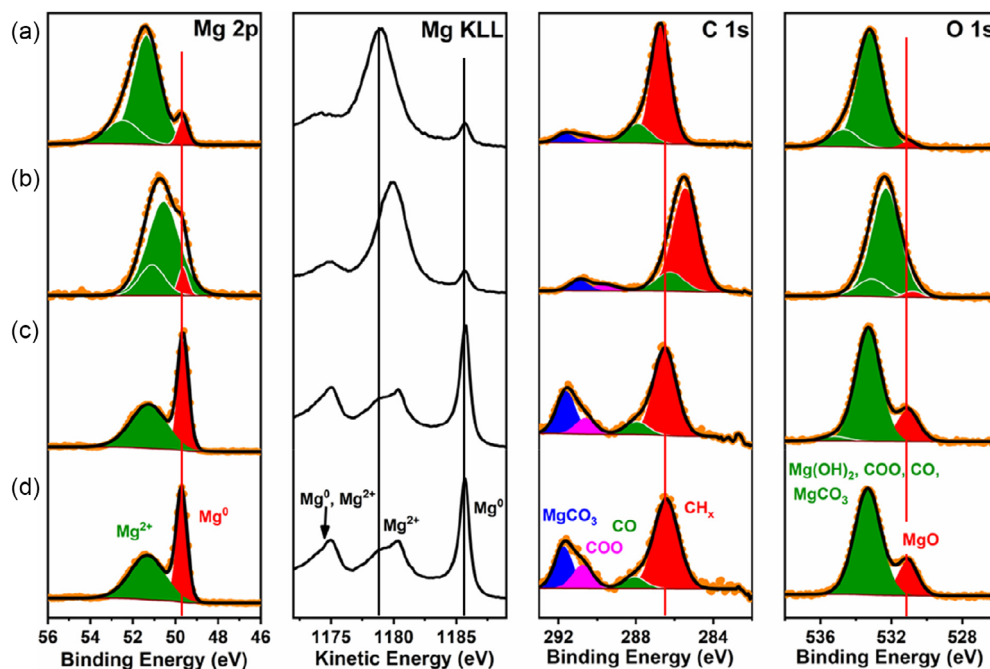 (a)
Mg 2p
Mg KLL
C 1s
O 1s
(b)
(c)
(d)
Mg²⁺
Mg⁰
Mg⁰, Mg²⁺
Mg²⁺
Mg⁰
MgCO₃
COO
CO
CHₓ
Mg(OH)₂, COO, CO,
MgCO₃
MgO
56 54 52 50 48 46
1175 1180 1185
292 288 284
536 532 528
Binding Energy (eV)
Kinetic Energy (eV)
Binding Energy (eV)
Binding Energy (eV)